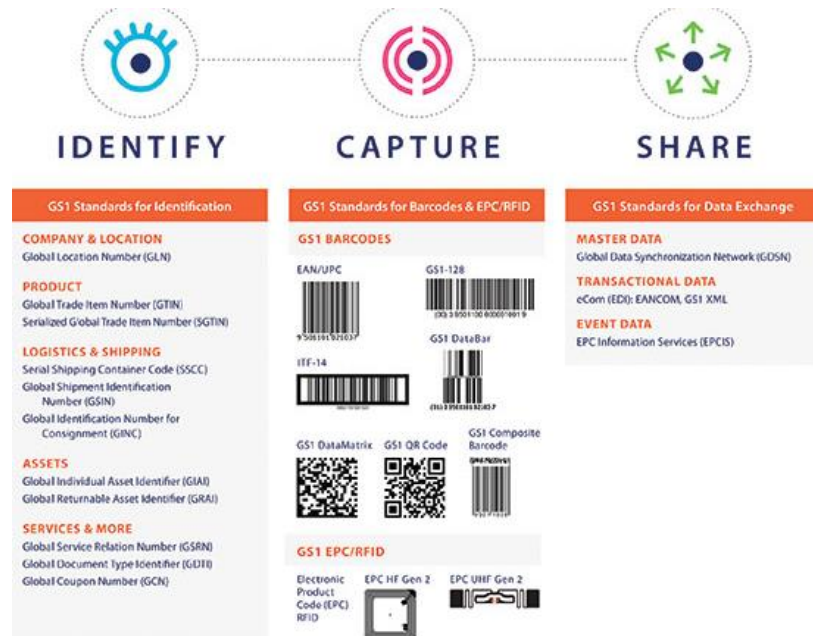 IDENTIFY
CAPTURE
SHARE
GS1 Standards for Identification
COMPANY & LOCATION
Global Location Number (GLN)
PRODUCT
Global Trade Item Number (GTIN)
Serialized Global Trade Item Number (SGTIN)
LOGISTICS & SHIPPING
Serial Shipping Container Code (SSCC)
Global Shipment Identification
Number (GSIN)
Global Identification Number for
Consignment (GINC)
ASSETS
Global Individual Asset Identifier (GIAI)
Global Returnable Asset Identifier (GRAI)
SERVICES & MORE
Global Service Relation Number (GSRN)
Global Document Type Identifier (GDTI)
Global Coupon Number (GCN)
GS1 Standards for Barcodes & EPC/RFID
GS1 BARCODES
EAN/UPC
GS1-128
GS1 DataBar
ITF-14
GS1 DataMatrix
GS1 QR Code
GS1 Composite
Barcode
GS1 EPC/RFID
Electronic
Product
Code (EPC)
RFID
EPC HF Gen 2
EPC UHF Gen 2
GS1 Standards for Data Exchange
MASTER DATA
Global Data Synchronization Network (GDSN)
TRANSACTIONAL DATA
eCom (EDI): EANCOM, GS1 XML
EVENT DATA
EPC Information Services (EPCIS)